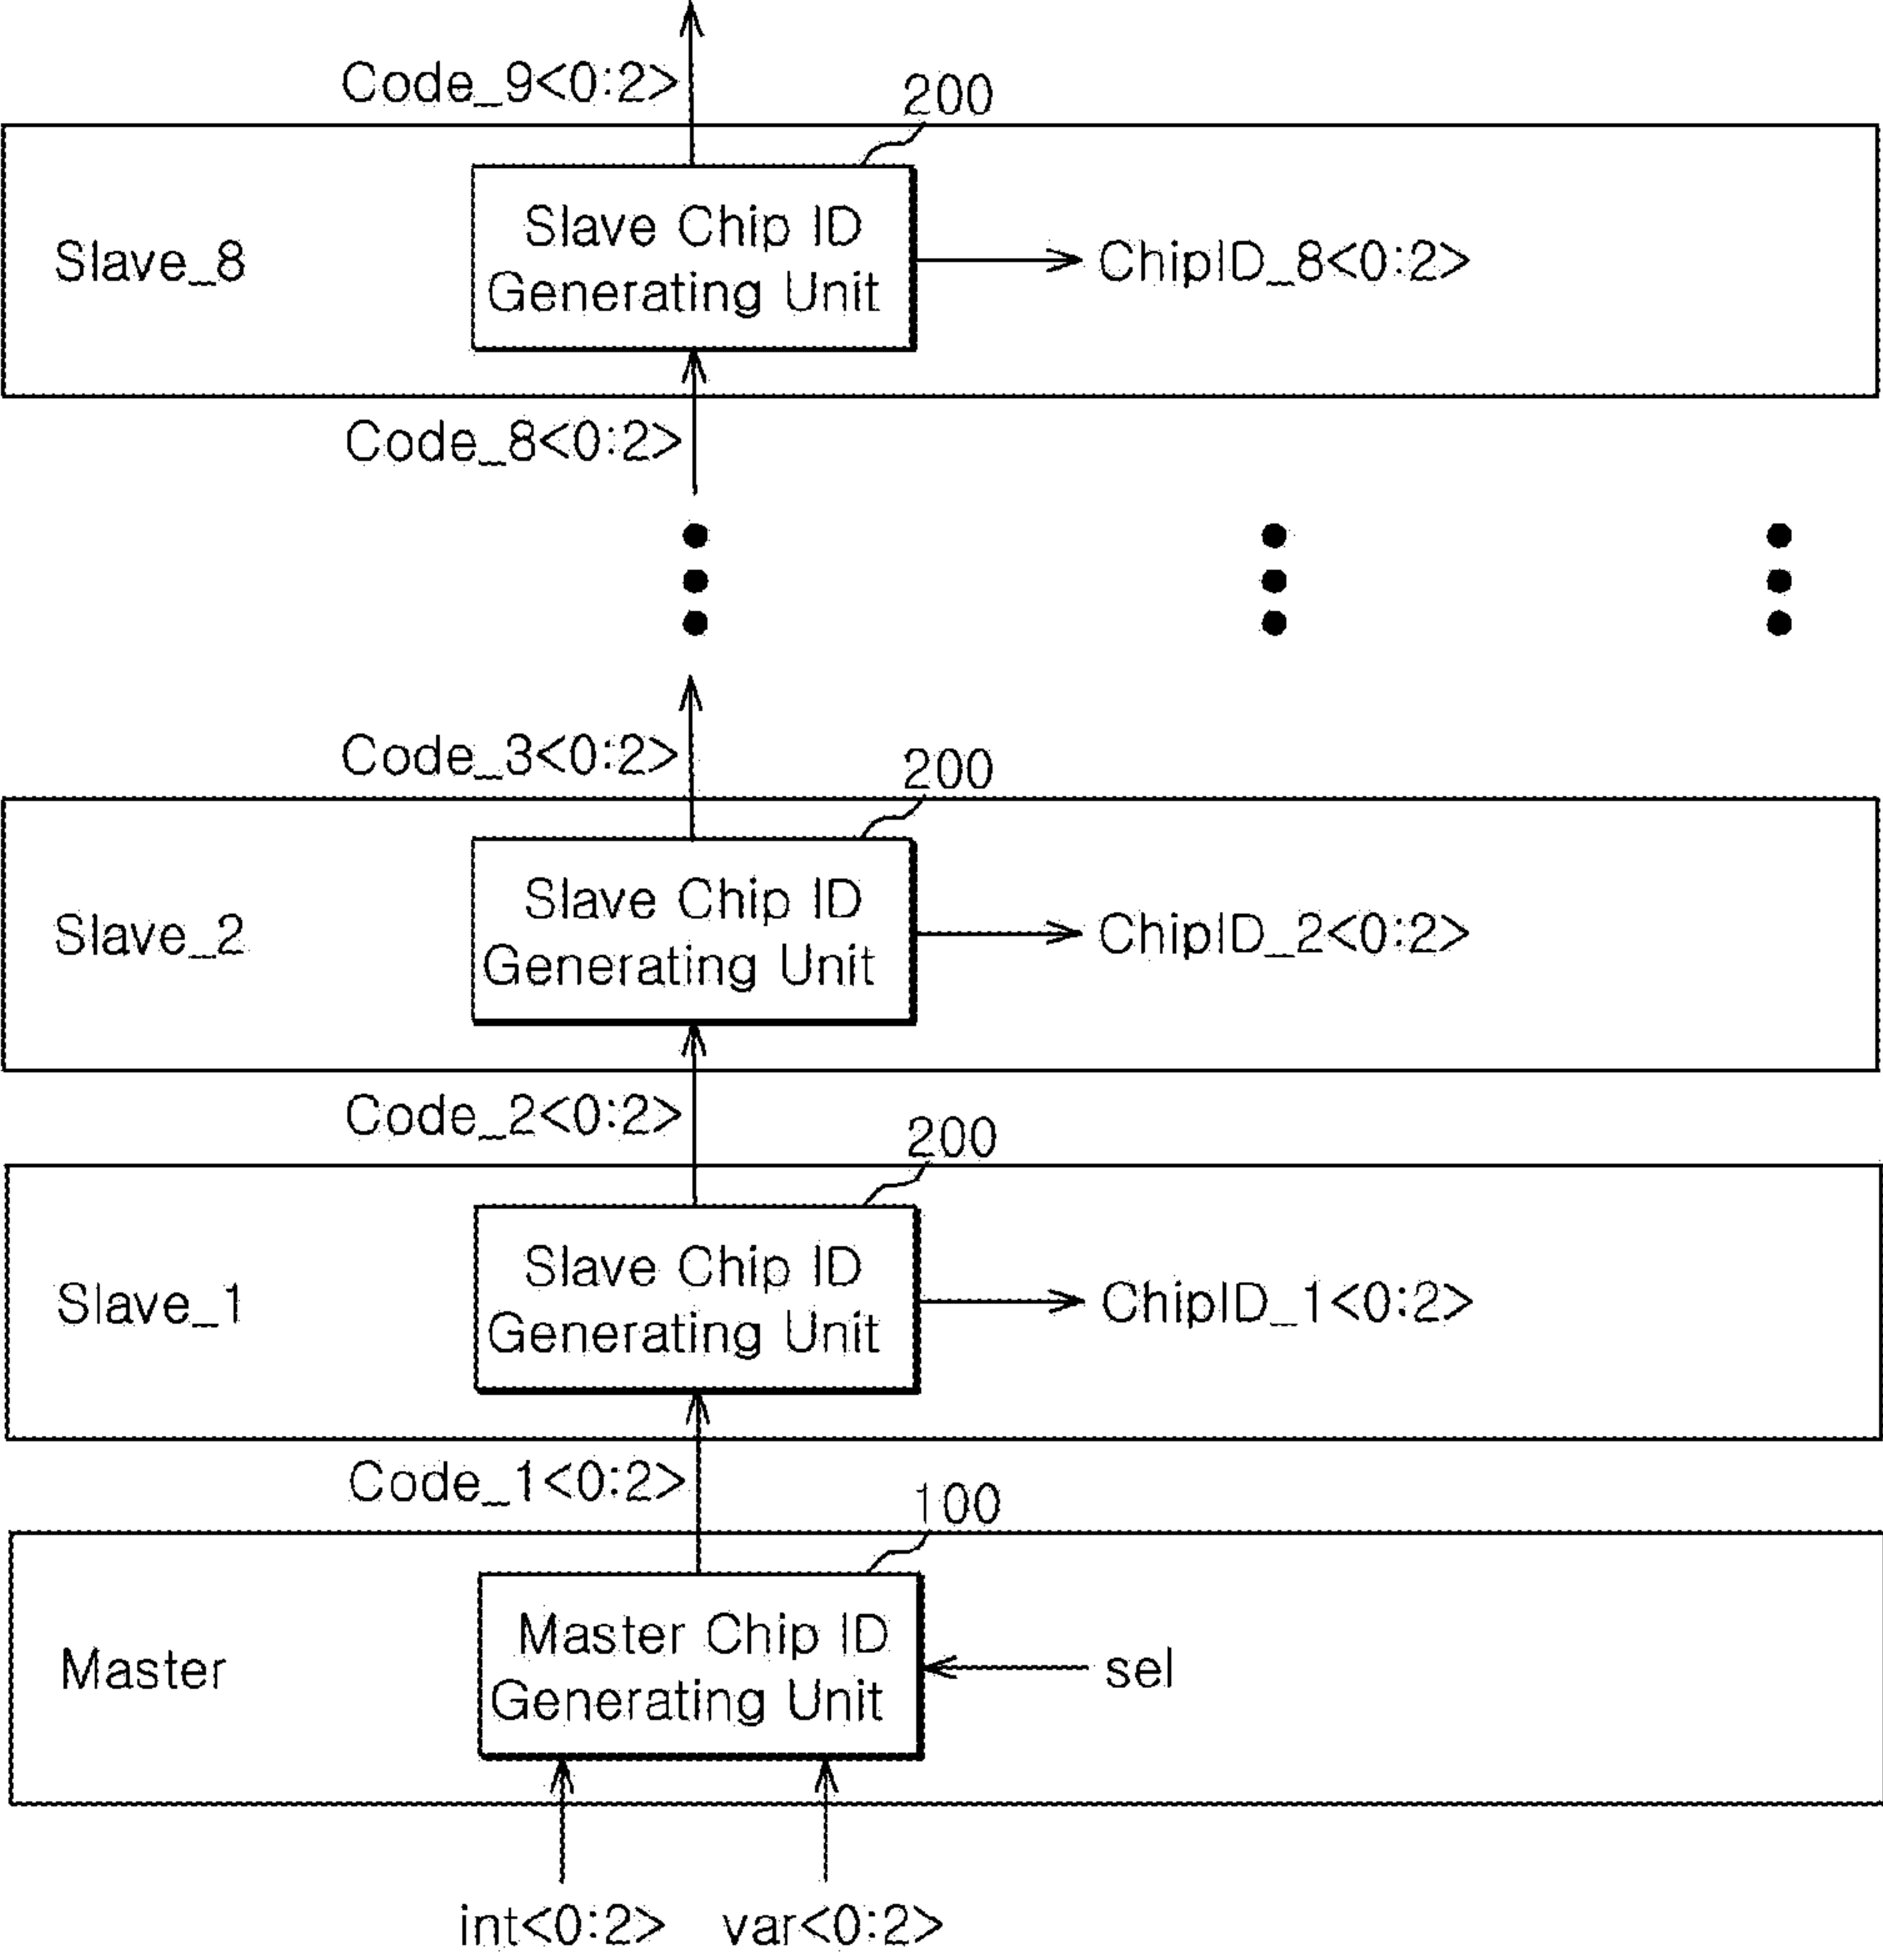 Code_9<0:2>
200
Slave_8
Slave Chip ID
Generating Unit
ChipID_8<0:2>
Code_8<0:2>
Code_3<0:2>
200
Slave_2
Slave Chip ID
Generating Unit
ChipID_2<0:2>
Code_2<0:2>
200
Slave_1
Slave Chip ID
Generating Unit
ChipID_1<0:2>
Code_1<0:2>
100
Master
Master Chip ID
Generating Unit
sel
int<0:2>
var<0:2>